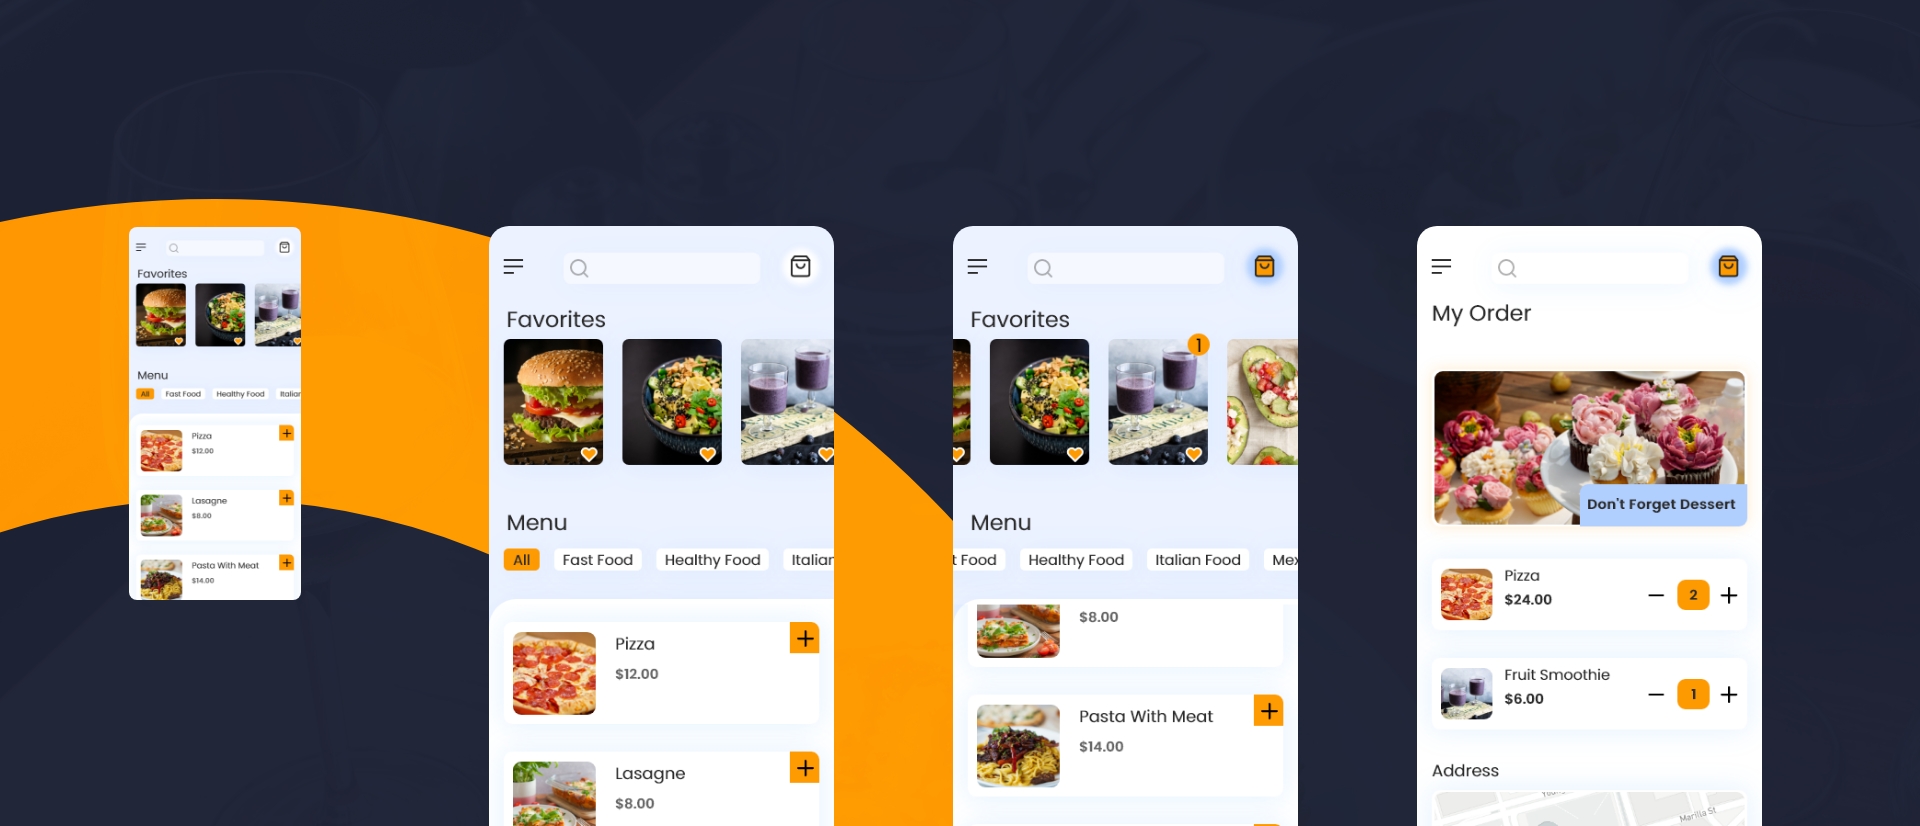 Favorites
Menu
All Fast Food Healthy Food Italian
Pizza
$12.00
Lasagne
$8.00
Pasta With Meat
$14.00
Favorites
Menu
All Fast Food Healthy Food Italian
Pizza
$12.00
Lasagne
$8.00
Favorites
1
Menu
t Food Healthy Food Italian Food Mex
$8.00
Pasta With Meat
$14.00
My Order
Don't Forget Dessert
Pizza
$24.00
2
Fruit Smoothie
$6.00
1
Address
Marilla St